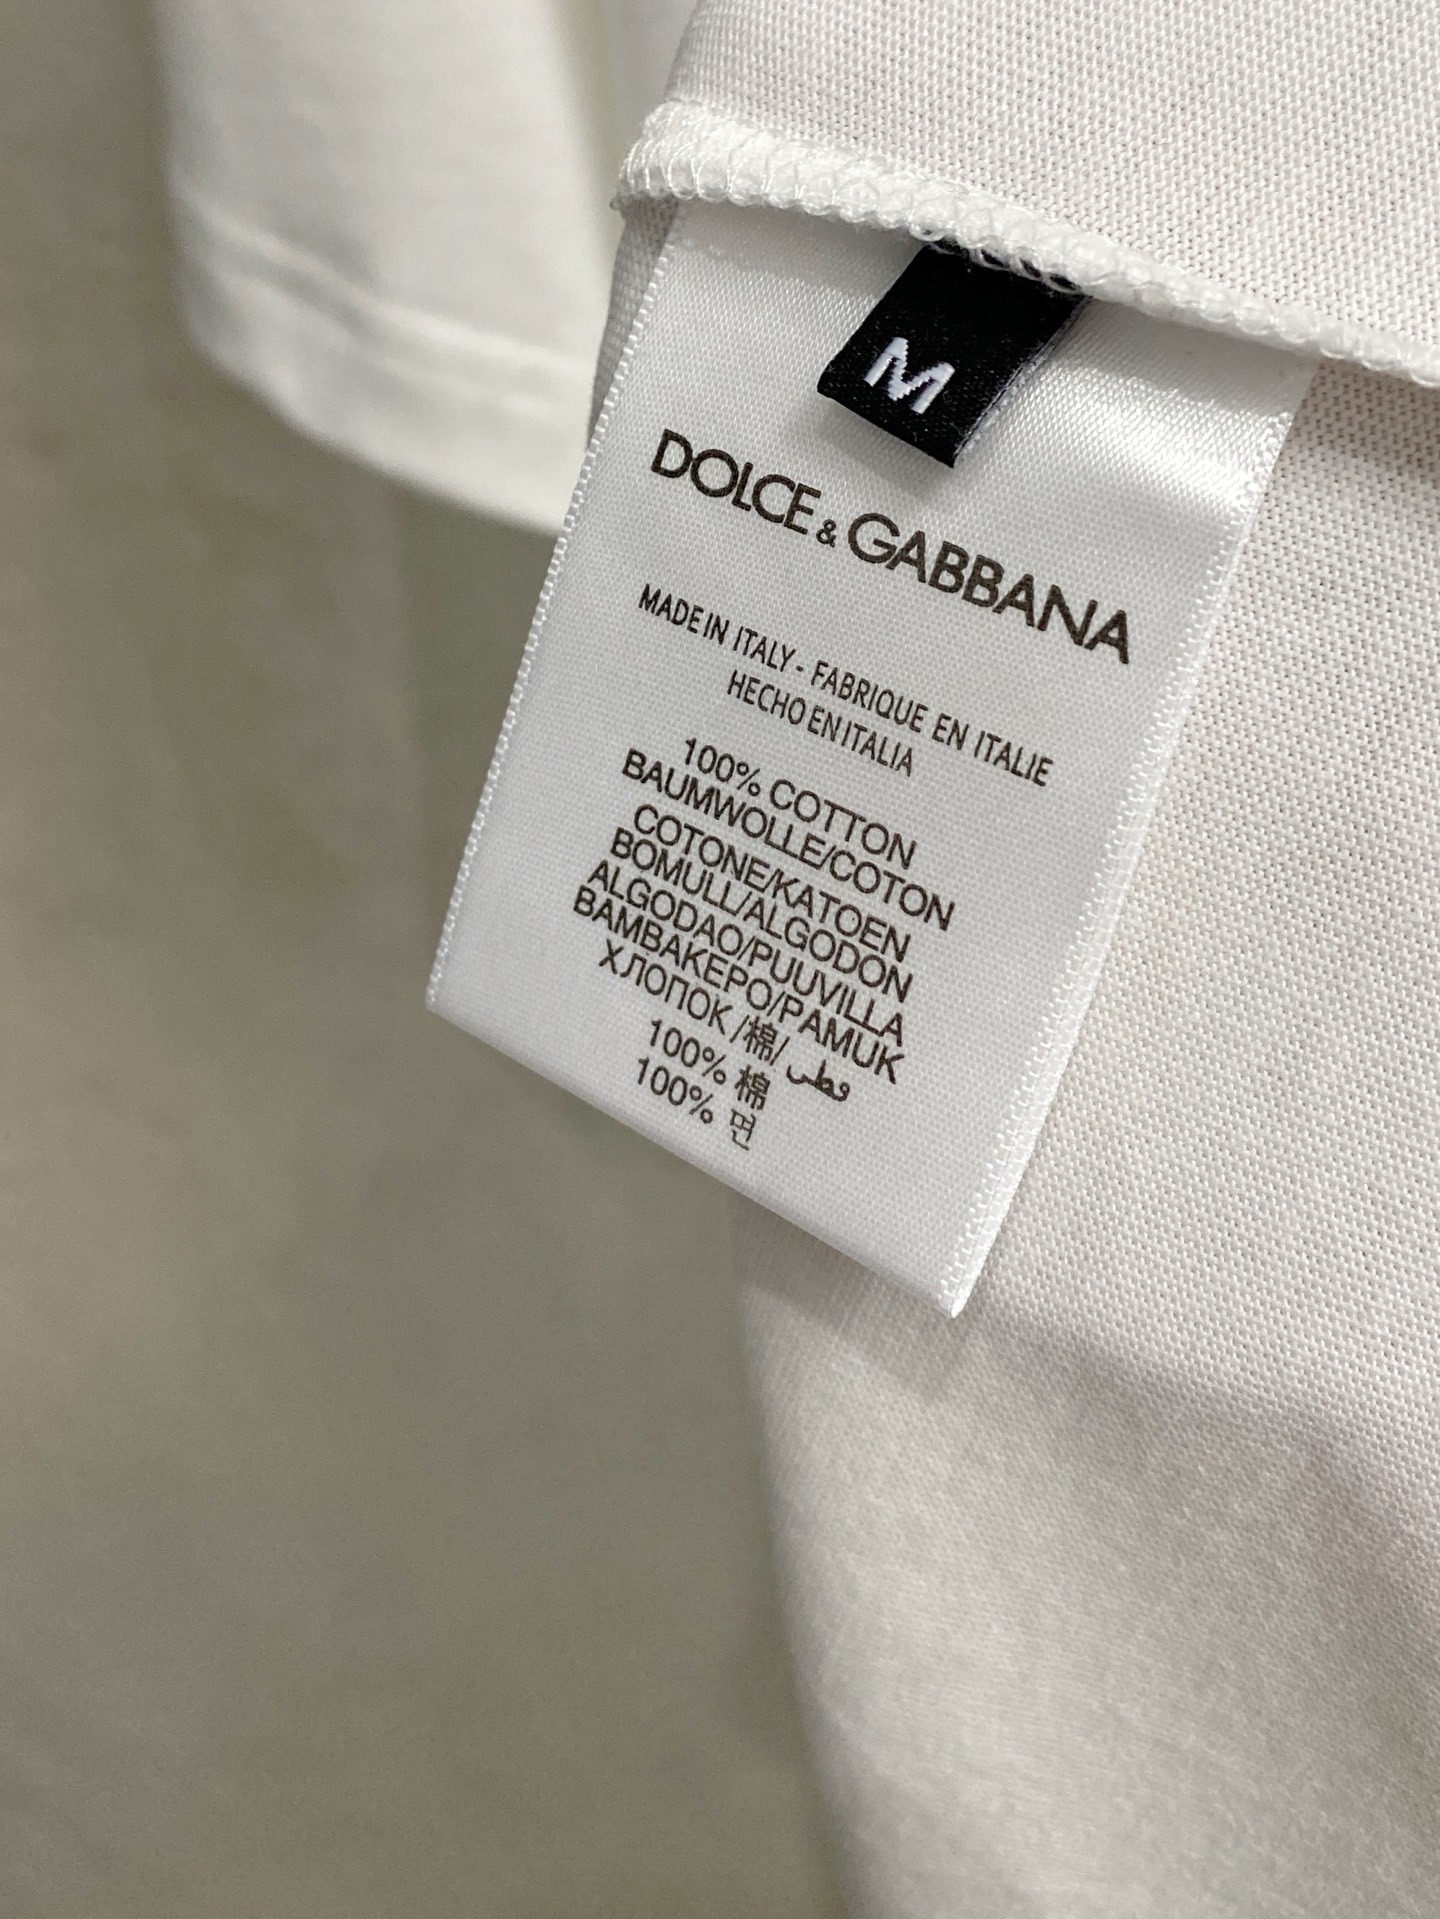 M
DOLCE & GABBANA
MADE IN ITALY - FABRIQUE EN ITALIE
HECHO EN ITALIA
100% COTTON
BAUMWOLLE/COTON
COTONE/KATOEN
BOMULL/ALGODON
ALGODAO/PUUVILLA
BAMBAKEPO/PAMUK
ХЛОПОК /棉/ قطن
100% 棉
100% 면